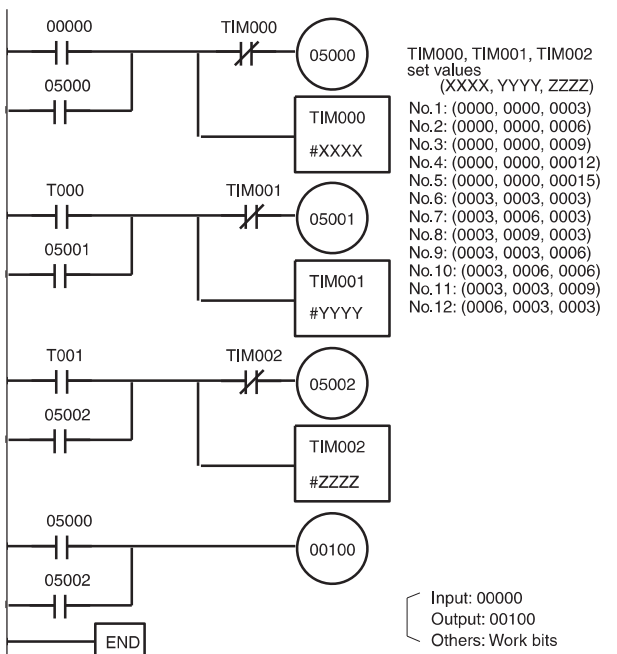 00000
TIM000
05000
05000
TIM000
#XXXX
T000
TIM001
05001
05001
TIM001
#YYYY
T001
TIM002
05002
05002
TIM002
#ZZZZ
05000
00100
05002
END
TIM000, TIM001, TIM002
set values
(XXXX, YYYY, ZZZZ)
No.1: (0000, 0000, 0003)
No.2: (0000, 0000, 0006)
No.3: (0000, 0000, 0009)
No.4: (0000, 0000, 00012)
No.5: (0000, 0000, 00015)
No.6: (0003, 0003, 0003)
No.7: (0003, 0006, 0003)
No.8: (0003, 0009, 0003)
No.9: (0003, 0003, 0006)
No.10: (0003, 0006, 0006)
No.11: (0003, 0003, 0009)
No.12: (0006, 0003, 0003)
Input: 00000
Output: 00100
Others: Work bits